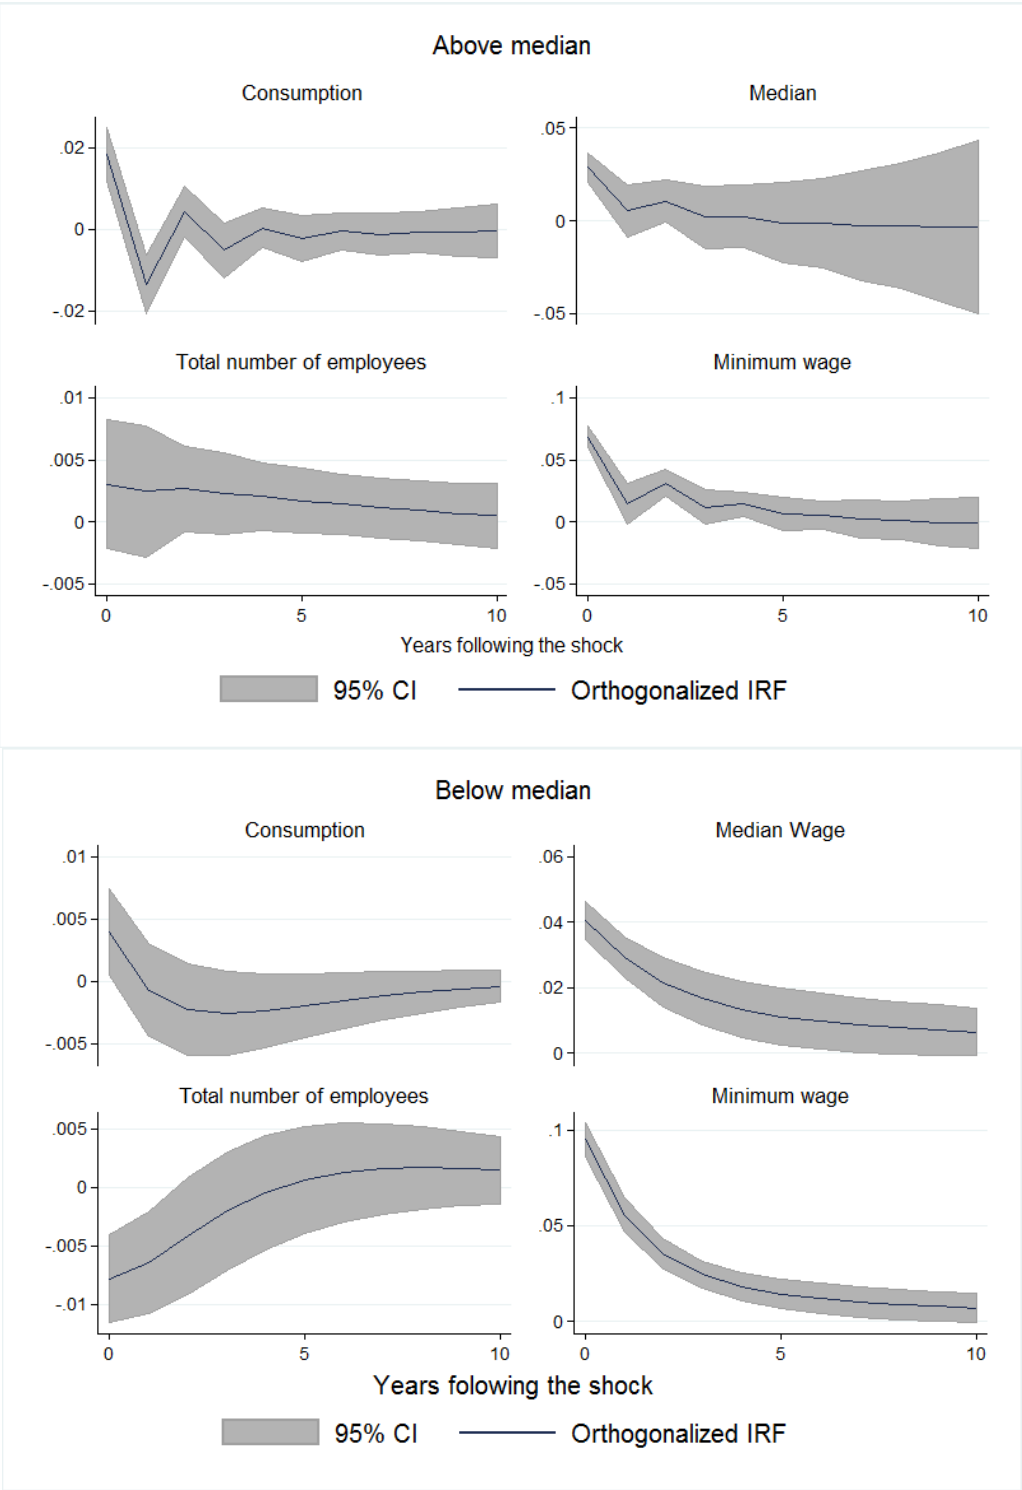 Above median
Consumption
Median
.02
0
-.02
.05
0
-.05
Total number of employees
Minimum wage
.01
.005
0
-.005
0
5
10
.1
.05
0
-.05
0
5
10
Years following the shock
95% CI
Orthogonalized IRF
Below median
Consumption
Median Wage
.01
.005
0
-.005
.06
.04
.02
0
Total number of employees
Minimum wage
.005
0
-.005
-.01
0
5
10
.1
.05
0
0
5
10
Years folowing the shock
95% CI
Orthogonalized IRF